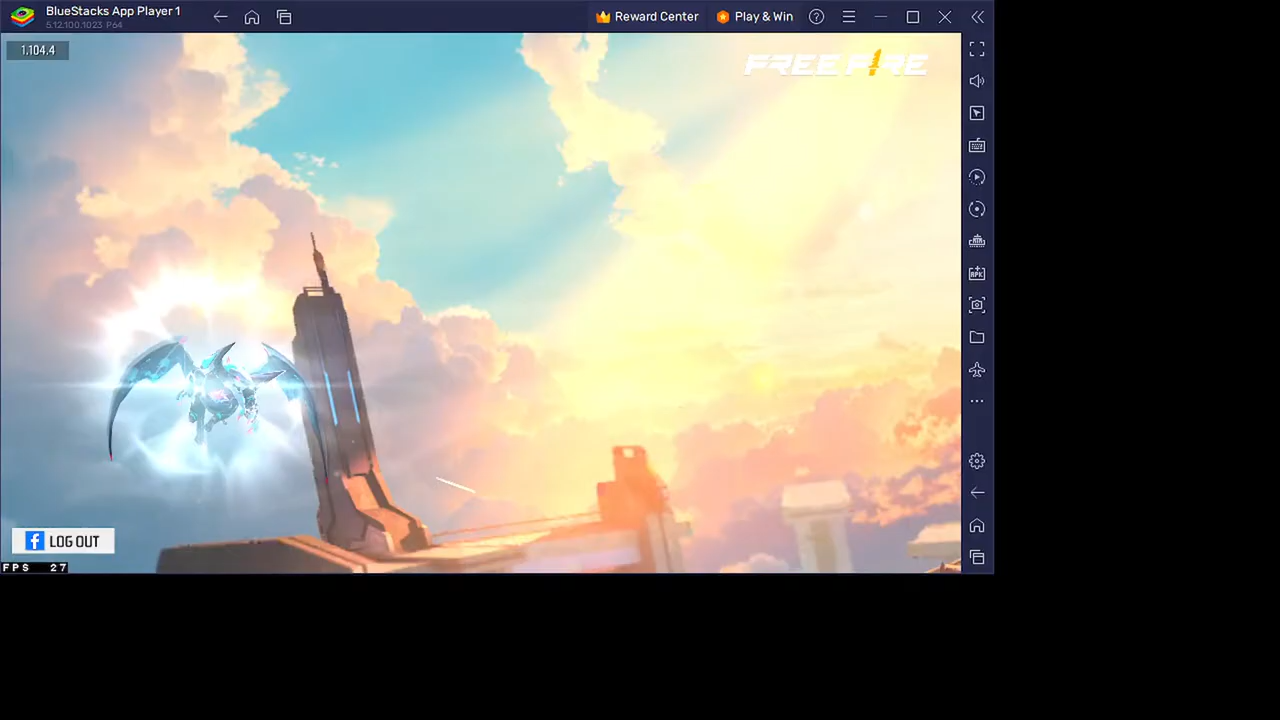 BlueStacks App Player 1
5.12.100.1023 P64
Reward Center
Play & Win
1.104.4
FREE FIRE
LOG OUT
FPS 27